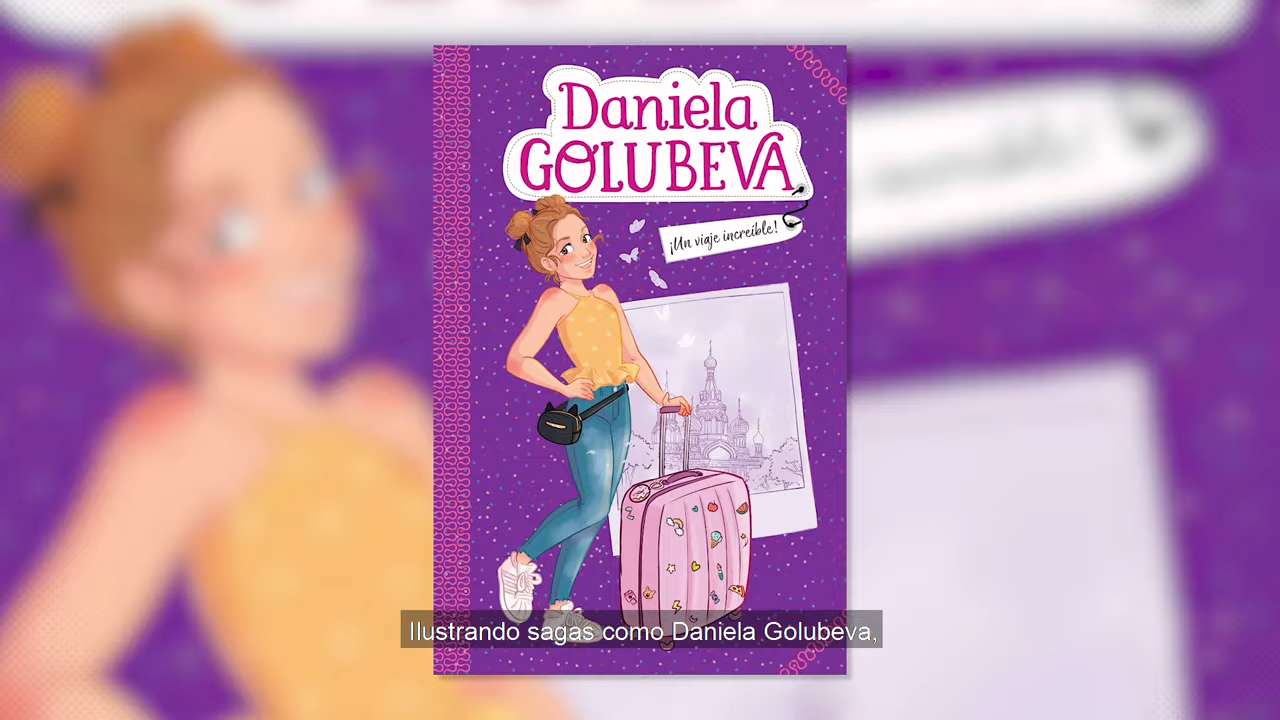 Daniela
GOLUBEVA
¡Un viaje increíble!
Ilustrando sagas como Daniela Golubeva,